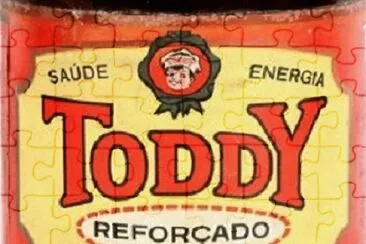 SAÚDE ENERGIA
TODDY
REFORÇADO